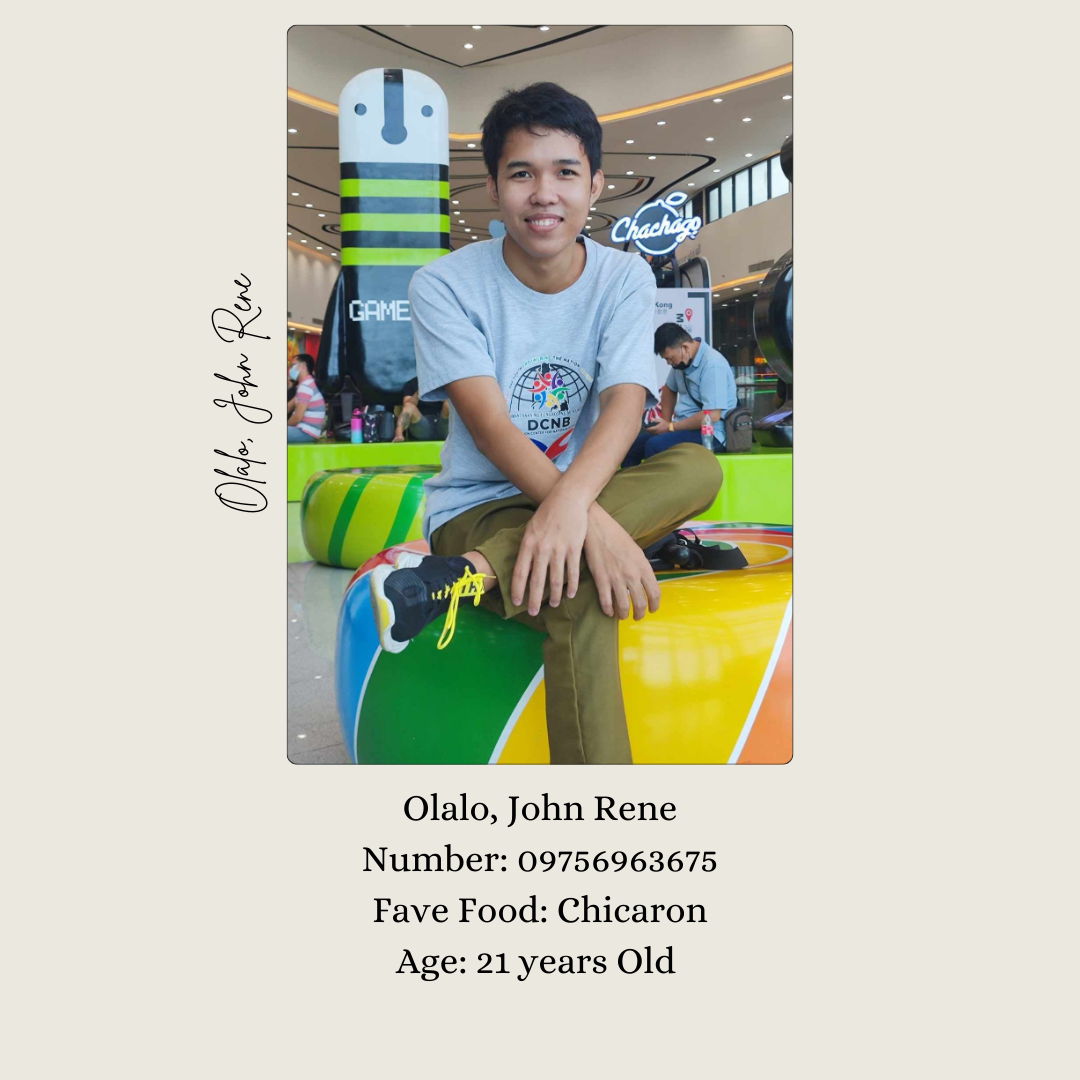 Olalo, John Rene
GAME
Chachago
Kong
DCNB
Olalo, John Rene
Number: 09756963675
Fave Food: Chicaron
Age: 21 years Old